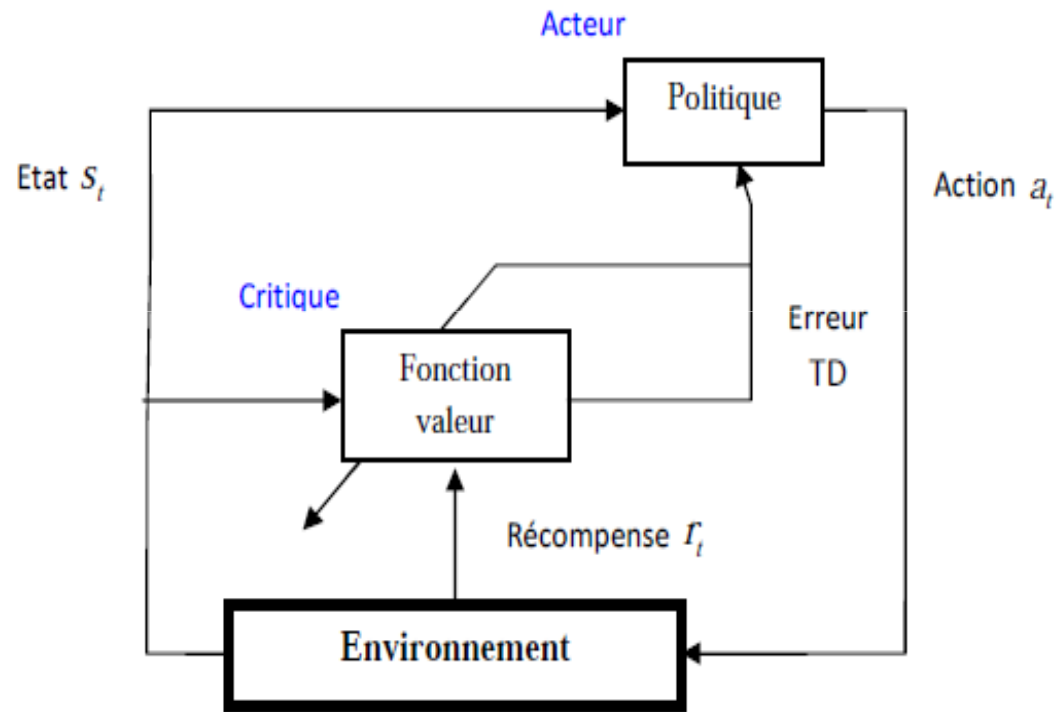 Acteur
Politique
Etat s_t
Action a_t
Critique
Erreur
TD
Fonction
valeur
Récompense r_t
Environnement